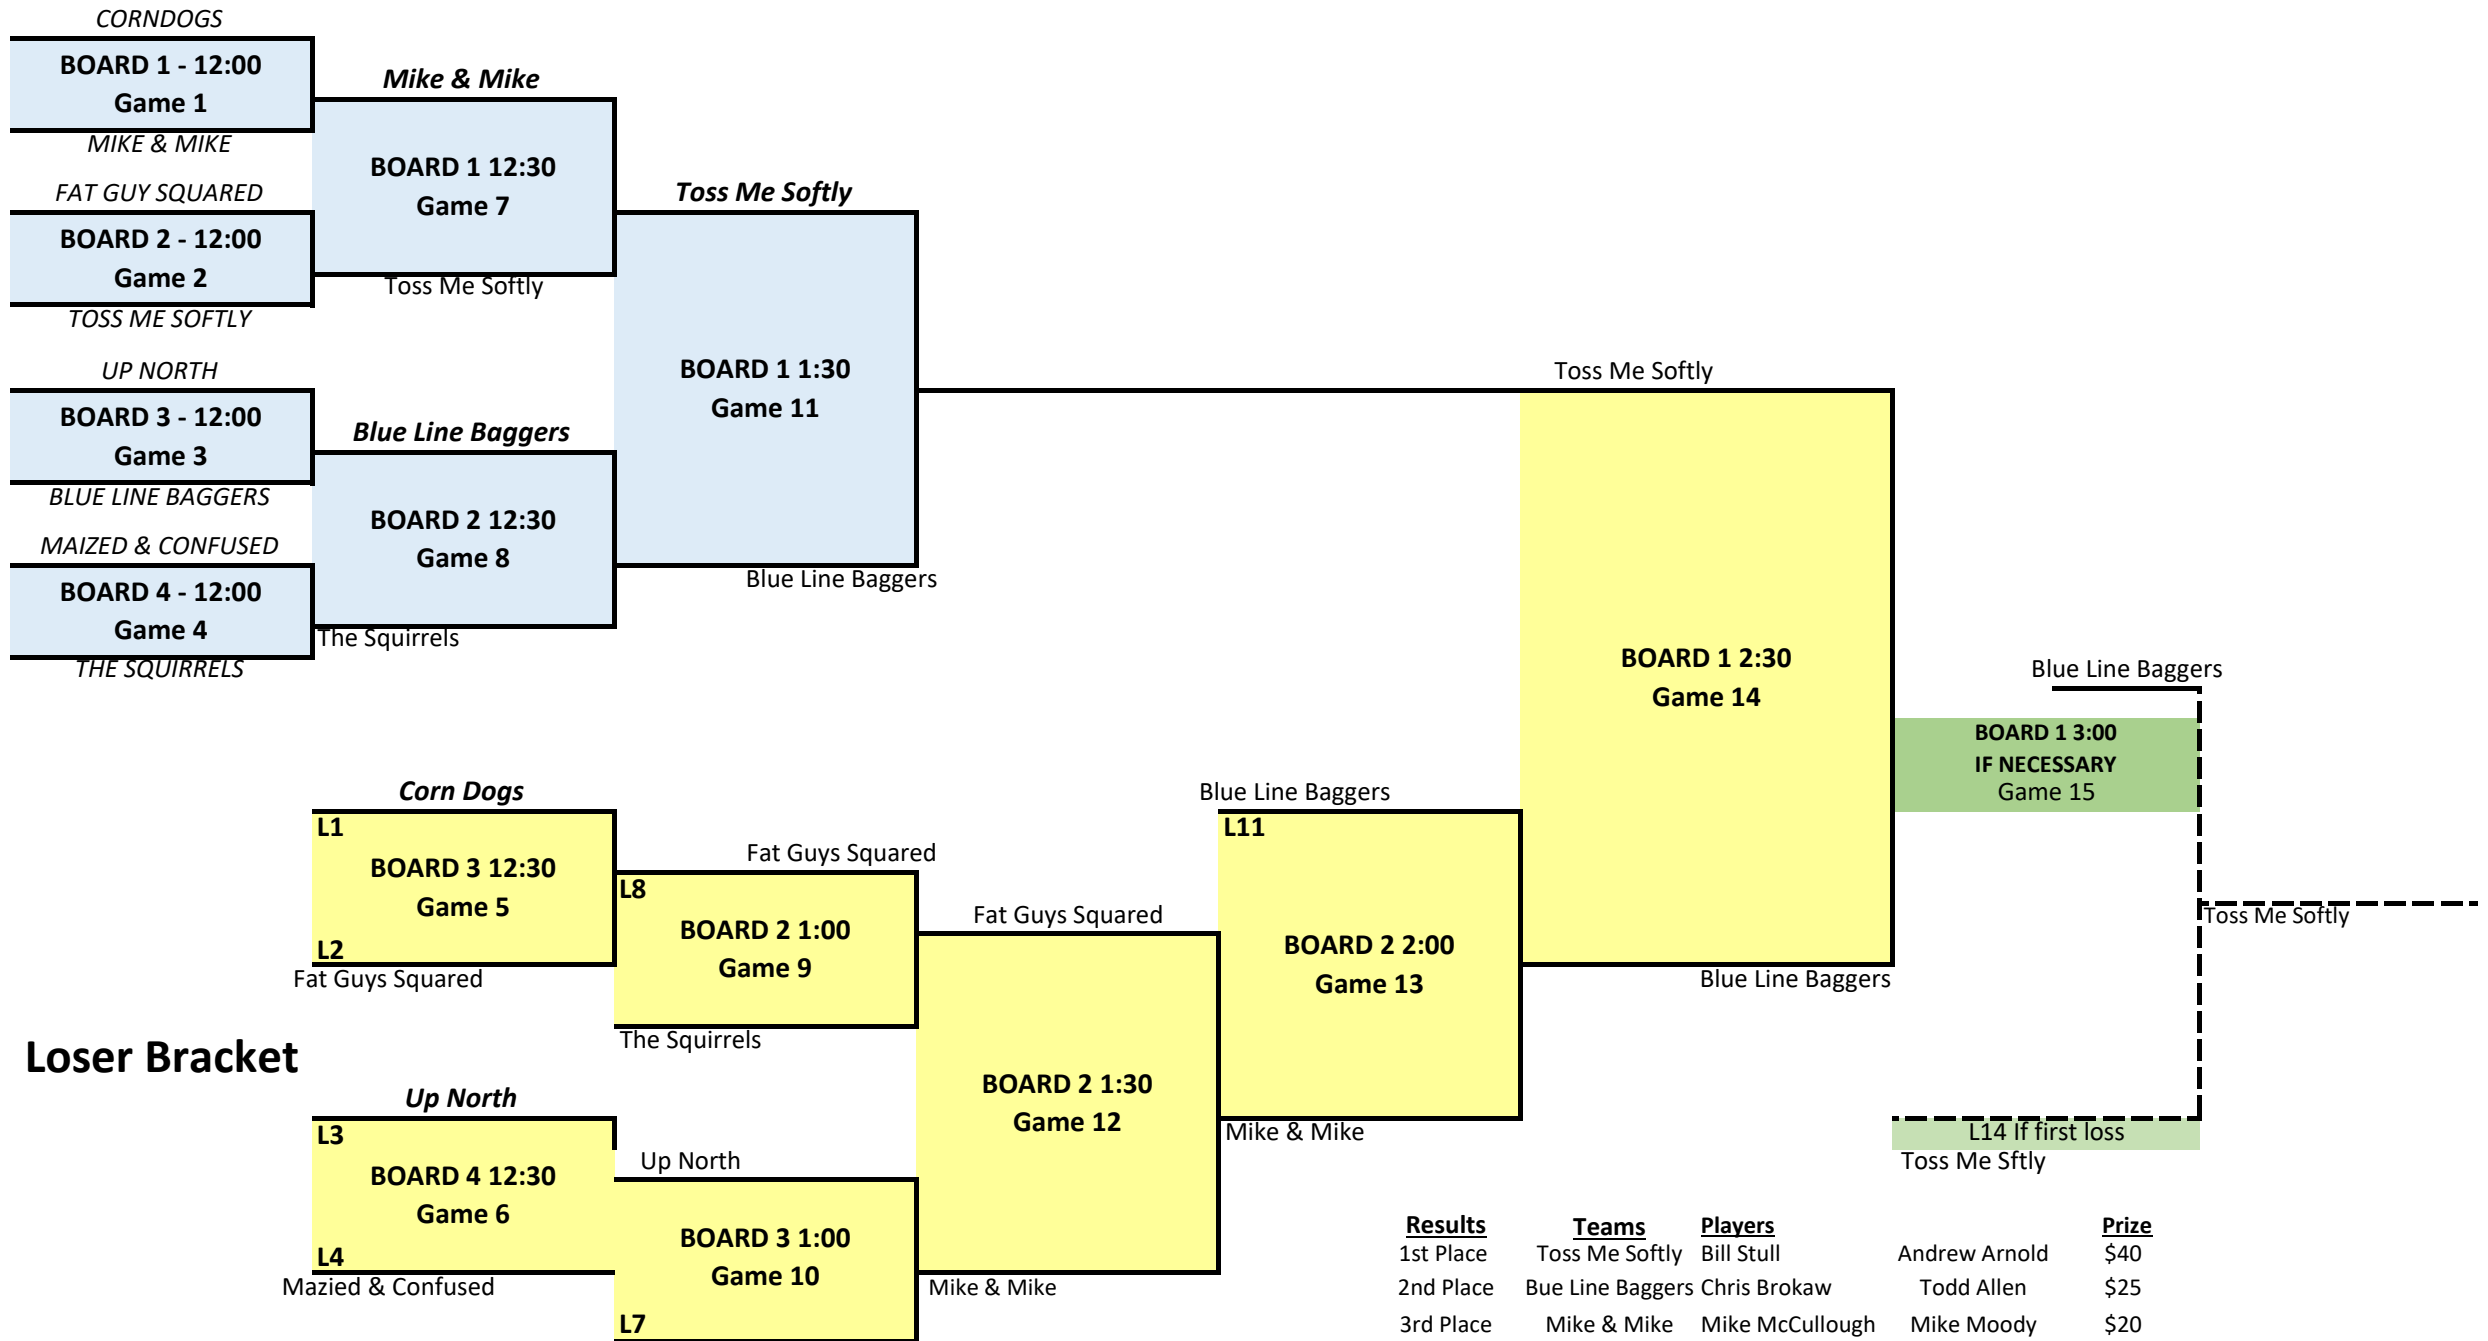 CORNDOGS
BOARD 1 - 12:00
Game 1
MIKE & MIKE
FAT GUY SQUARED
BOARD 2 - 12:00
Game 2
TOSS ME SOFTLY
UP NORTH
BOARD 3 - 12:00
Game 3
BLUE LINE BAGGERS
MAIZED & CONFUSED
BOARD 4 - 12:00
Game 4
THE SQUIRRELS
Mike & Mike
BOARD 1 12:30
Game 7
Toss Me Softly
Blue Line Baggers
BOARD 2 12:30
Game 8
The Squirrels
Toss Me Softly
BOARD 1 1:30
Game 11
Blue Line Baggers
Toss Me Softly
BOARD 1 2:30
Game 14
Blue Line Baggers
Blue Line Baggers
BOARD 1 3:00
IF NECESSARY
Game 15
Toss Me Softly
L14 If first loss
Toss Me Sftly
Loser Bracket
Corn Dogs
L1
BOARD 3 12:30
Game 5
L2
Fat Guys Squared
Up North
L3
BOARD 4 12:30
Game 6
L4
Mazied & Confused
Fat Guys Squared
L8
BOARD 2 1:00
Game 9
The Squirrels
Up North
BOARD 3 1:00
Game 10
L7
Fat Guys Squared
BOARD 2 1:30
Game 12
Mike & Mike
Blue Line Baggers
L11
BOARD 2 2:00
Game 13
Mike & Mike
Results Teams Players Prize
1st Place Toss Me Softly Bill Stull Andrew Arnold $40
2nd Place Bue Line Baggers Chris Brokaw Todd Allen $25
3rd Place Mike & Mike Mike McCullough Mike Moody $20